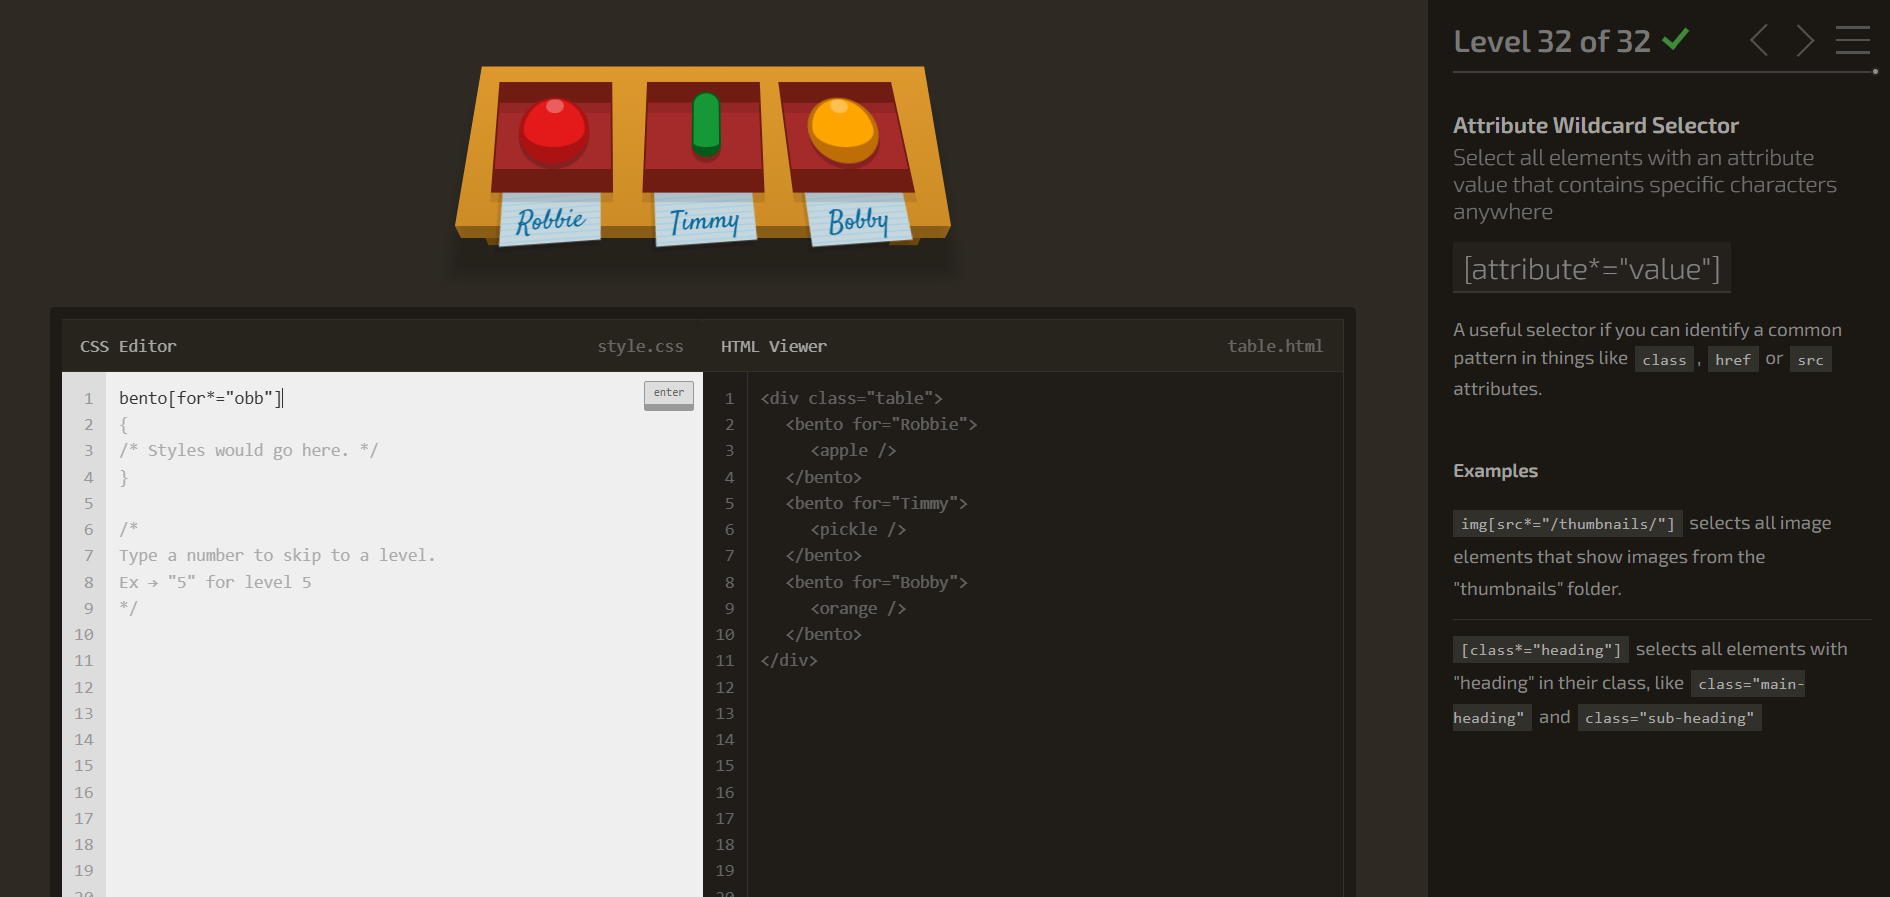 Robbie
Timmy
Bobby
CSS Editor
style.css
1 bento[for*="obb"]
enter
2 {
3 /* Styles would go here. */
4 }
5
6 /*
7 Type a number to skip to a level.
8 Ex → "5" for level 5
9 */
10
11
12
13
14
15
16
17
18
19
20
HTML Viewer
table.html
1 <div class="table">
2 <bento for="Robbie">
3 <apple />
4 </bento>
5 <bento for="Timmy">
6 <pickle />
7 </bento>
8 <bento for="Bobby">
9 <orange />
10 </bento>
11 </div>
12
13
14
15
16
17
18
19
20
Level 32 of 32
Attribute Wildcard Selector
Select all elements with an attribute
value that contains specific characters
anywhere
[attribute*="value"]
A useful selector if you can identify a common
pattern in things like class, href or src
attributes.
Examples
img[src*="/thumbnails/"] selects all image
elements that show images from the
"thumbnails" folder.
[class*="heading"] selects all elements with
"heading" in their class, like class="main-
heading" and class="sub-heading"